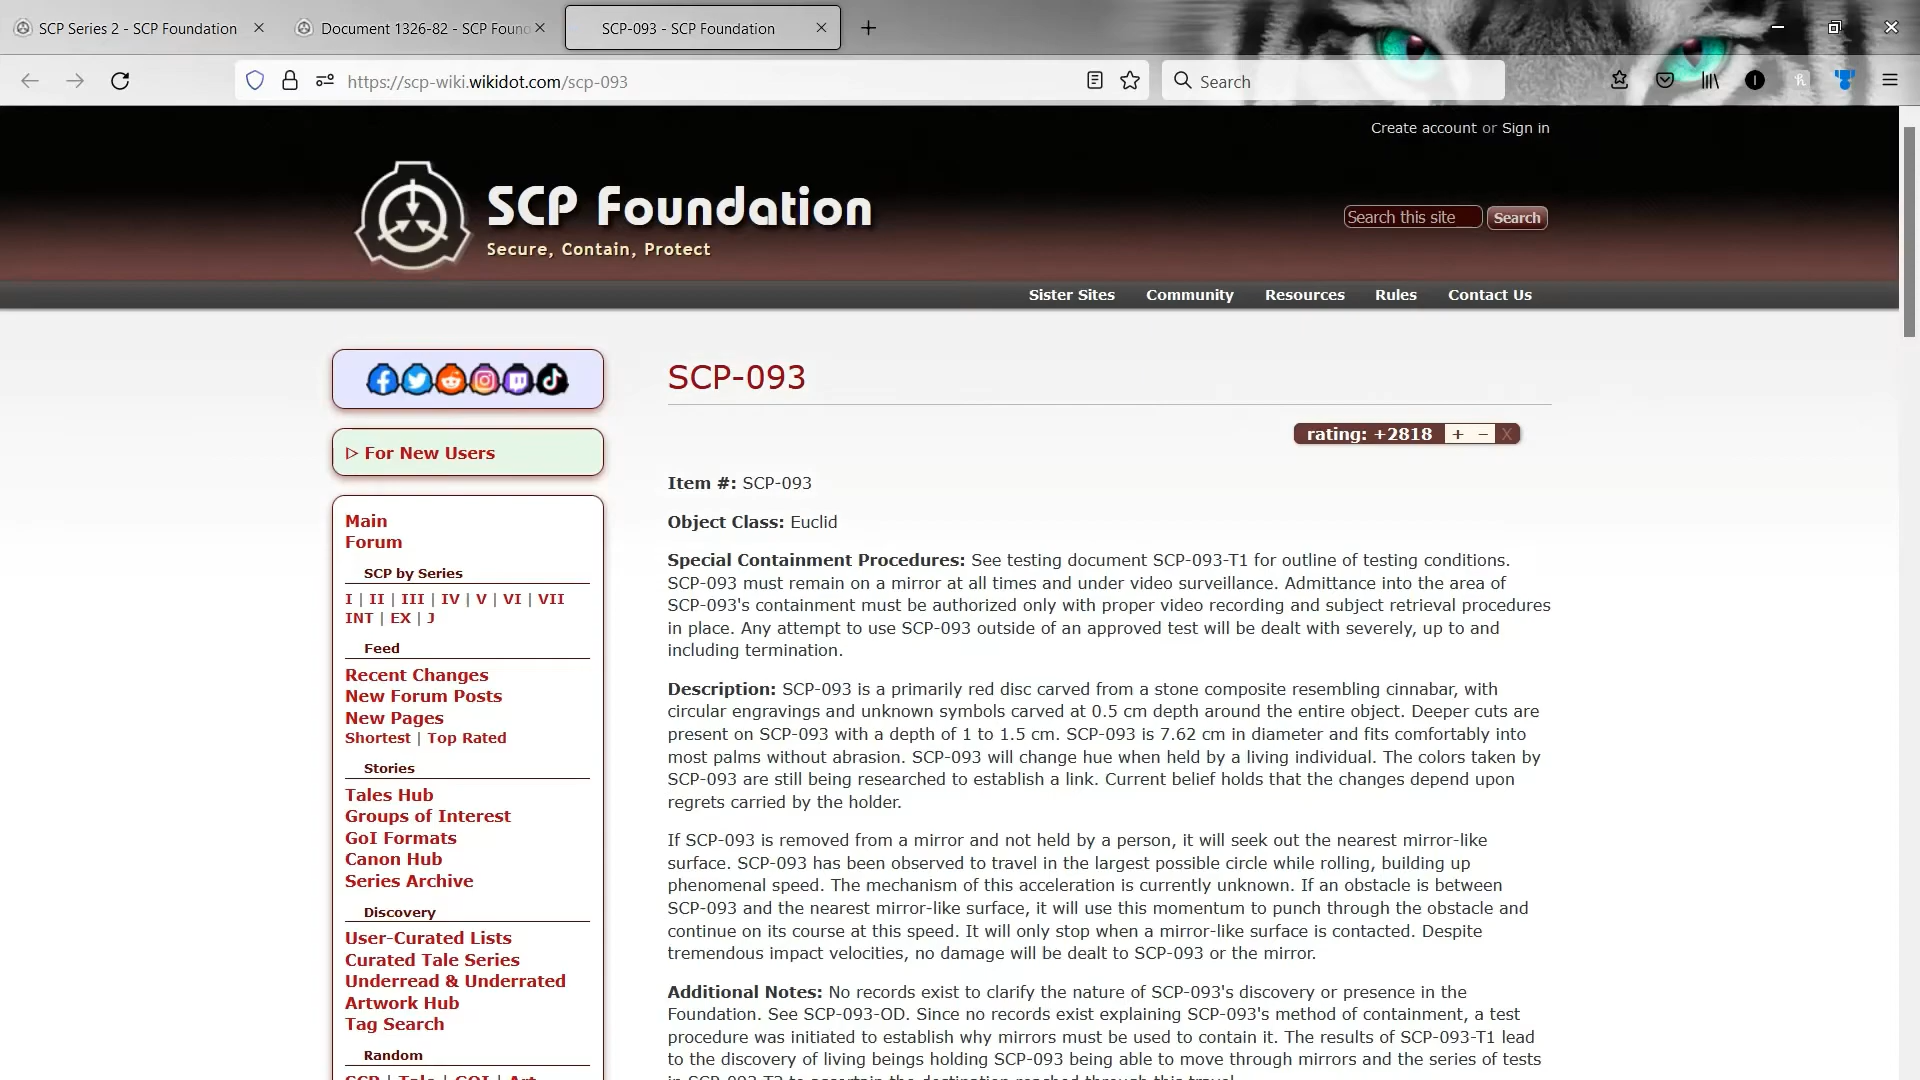 SCP Series 2 - SCP Foundation
Document 1326-82 - SCP Found
SCP-093 - SCP Foundation
https://scp-wiki.wikidot.com/scp-093
Search
Create account or Sign in
SCP Foundation
Secure, Contain, Protect
Search this site
Search
Sister Sites
Community
Resources
Rules
Contact Us
For New Users
Main
Forum
SCP by Series
I | II | III | IV | V | VI | VII
INT | EX | J
Feed
Recent Changes
New Forum Posts
New Pages
Shortest | Top Rated
Stories
Tales Hub
Groups of Interest
GoI Formats
Canon Hub
Series Archive
Discovery
User-Curated Lists
Curated Tale Series
Underread & Underrated
Artwork Hub
Tag Search
Random
SCP | Tale | GOI | Art
SCP-093
rating: +2818 + − X
Item #: SCP-093
Object Class: Euclid
Special Containment Procedures: See testing document SCP-093-T1 for outline of testing conditions.
SCP-093 must remain on a mirror at all times and under video surveillance. Admittance into the area of
SCP-093's containment must be authorized only with proper video recording and subject retrieval procedures
in place. Any attempt to use SCP-093 outside of an approved test will be dealt with severely, up to and
including termination.
Description: SCP-093 is a primarily red disc carved from a stone composite resembling cinnabar, with
circular engravings and unknown symbols carved at 0.5 cm depth around the entire object. Deeper cuts are
present on SCP-093 with a depth of 1 to 1.5 cm. SCP-093 is 7.62 cm in diameter and fits comfortably into
most palms without abrasion. SCP-093 will change hue when held by a living individual. The colors taken by
SCP-093 are still being researched to establish a link. Current belief holds that the changes depend upon
regrets carried by the holder.
If SCP-093 is removed from a mirror and not held by a person, it will seek out the nearest mirror-like
surface. SCP-093 has been observed to travel in the largest possible circle while rolling, building up
phenomenal speed. The mechanism of this acceleration is currently unknown. If an obstacle is between
SCP-093 and the nearest mirror-like surface, it will use this momentum to punch through the obstacle and
continue on its course at this speed. It will only stop when a mirror-like surface is contacted. Despite
tremendous impact velocities, no damage will be dealt to SCP-093 or the mirror.
Additional Notes: No records exist to clarify the nature of SCP-093's discovery or presence in the
Foundation. See SCP-093-OD. Since no records exist explaining SCP-093's method of containment, a test
procedure was initiated to establish why mirrors must be used to contain it. The results of SCP-093-T1 lead
to the discovery of living beings holding SCP-093 being able to move through mirrors and the series of tests
in SCP-093-T2 to ascertain the destination reached through this travel.